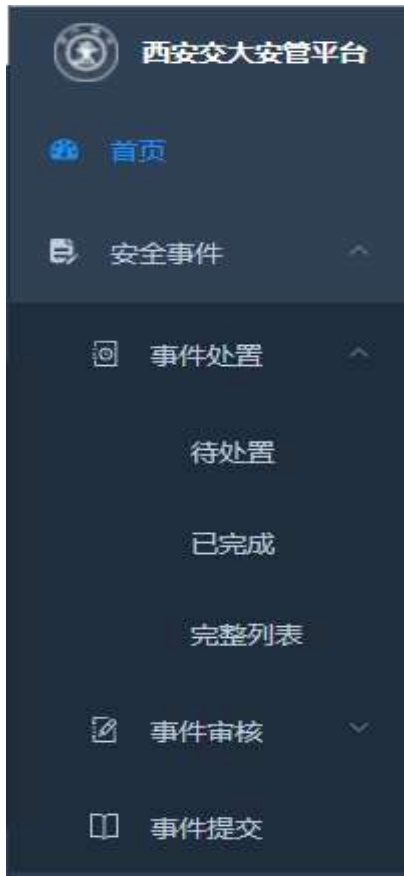 西安交大安管平台
首页
安全事件
事件处置
待处置
已完成
完整列表
事件审核
事件提交